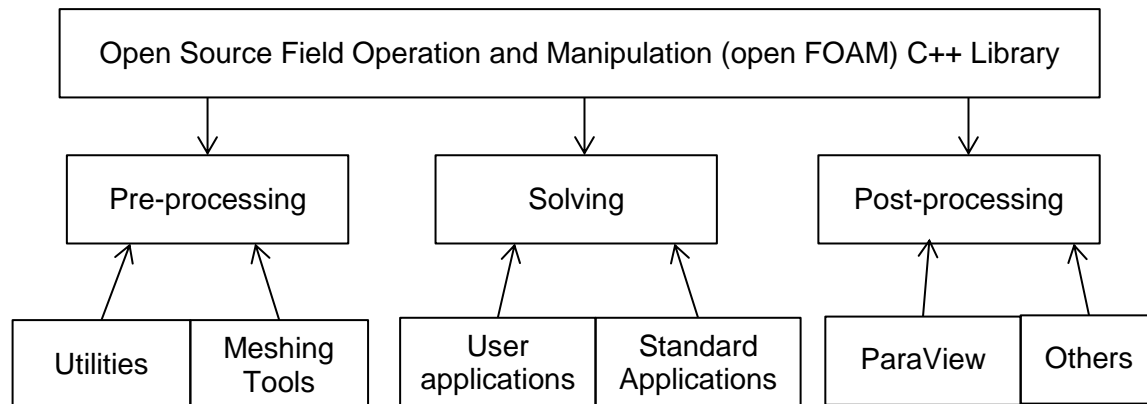 Open Source Field Operation and Manipulation (open FOAM) C++ Library
Pre-processing
Solving
Post-processing
Utilities
Meshing
Tools
User
applications
Standard
Applications
ParaView
Others